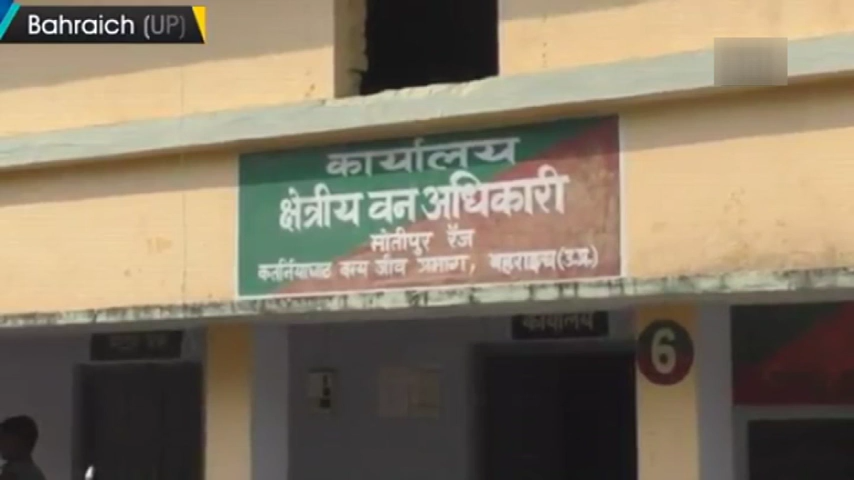 Bahraich (UP)
कार्यालय
क्षेत्रीय वन अधिकारी
मोतीपुर रेंज
कतर्नियाघाट वन्य जीव प्रभाग, बहराइच (उ.प्र.)
कार्यालय
6